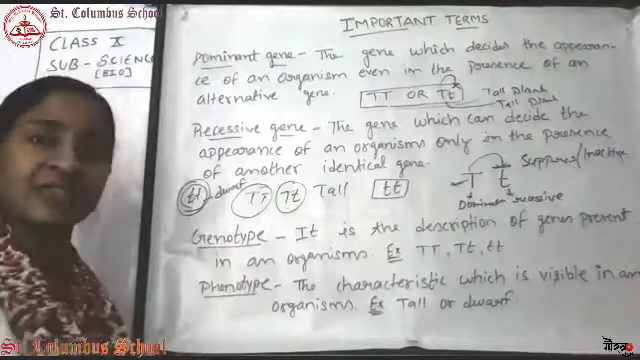 St. Columbus School
CLASS X
SUB - SCIENCE
[BIO]
IMPORTANT TERMS
Dominant gene - The gene which decides the appearan-
ce of an organism even in the presence of an
alternative gene.
TT OR Tt
Tall plant
Tall plant
Recessive gene - The gene which can decide the
appearance of an organisms only in the presence
of another identical gene.
T t
Suppress/Inactive
Dominant recessive
tt dwarf TT Tt Tall tt
Genotype - It is the description of genes present
in an organisms. Ex TT, Tt, tt
Phenotype - The characteristic which is visible in an
organisms. Ex Tall or dwarf.
St. Columbus School